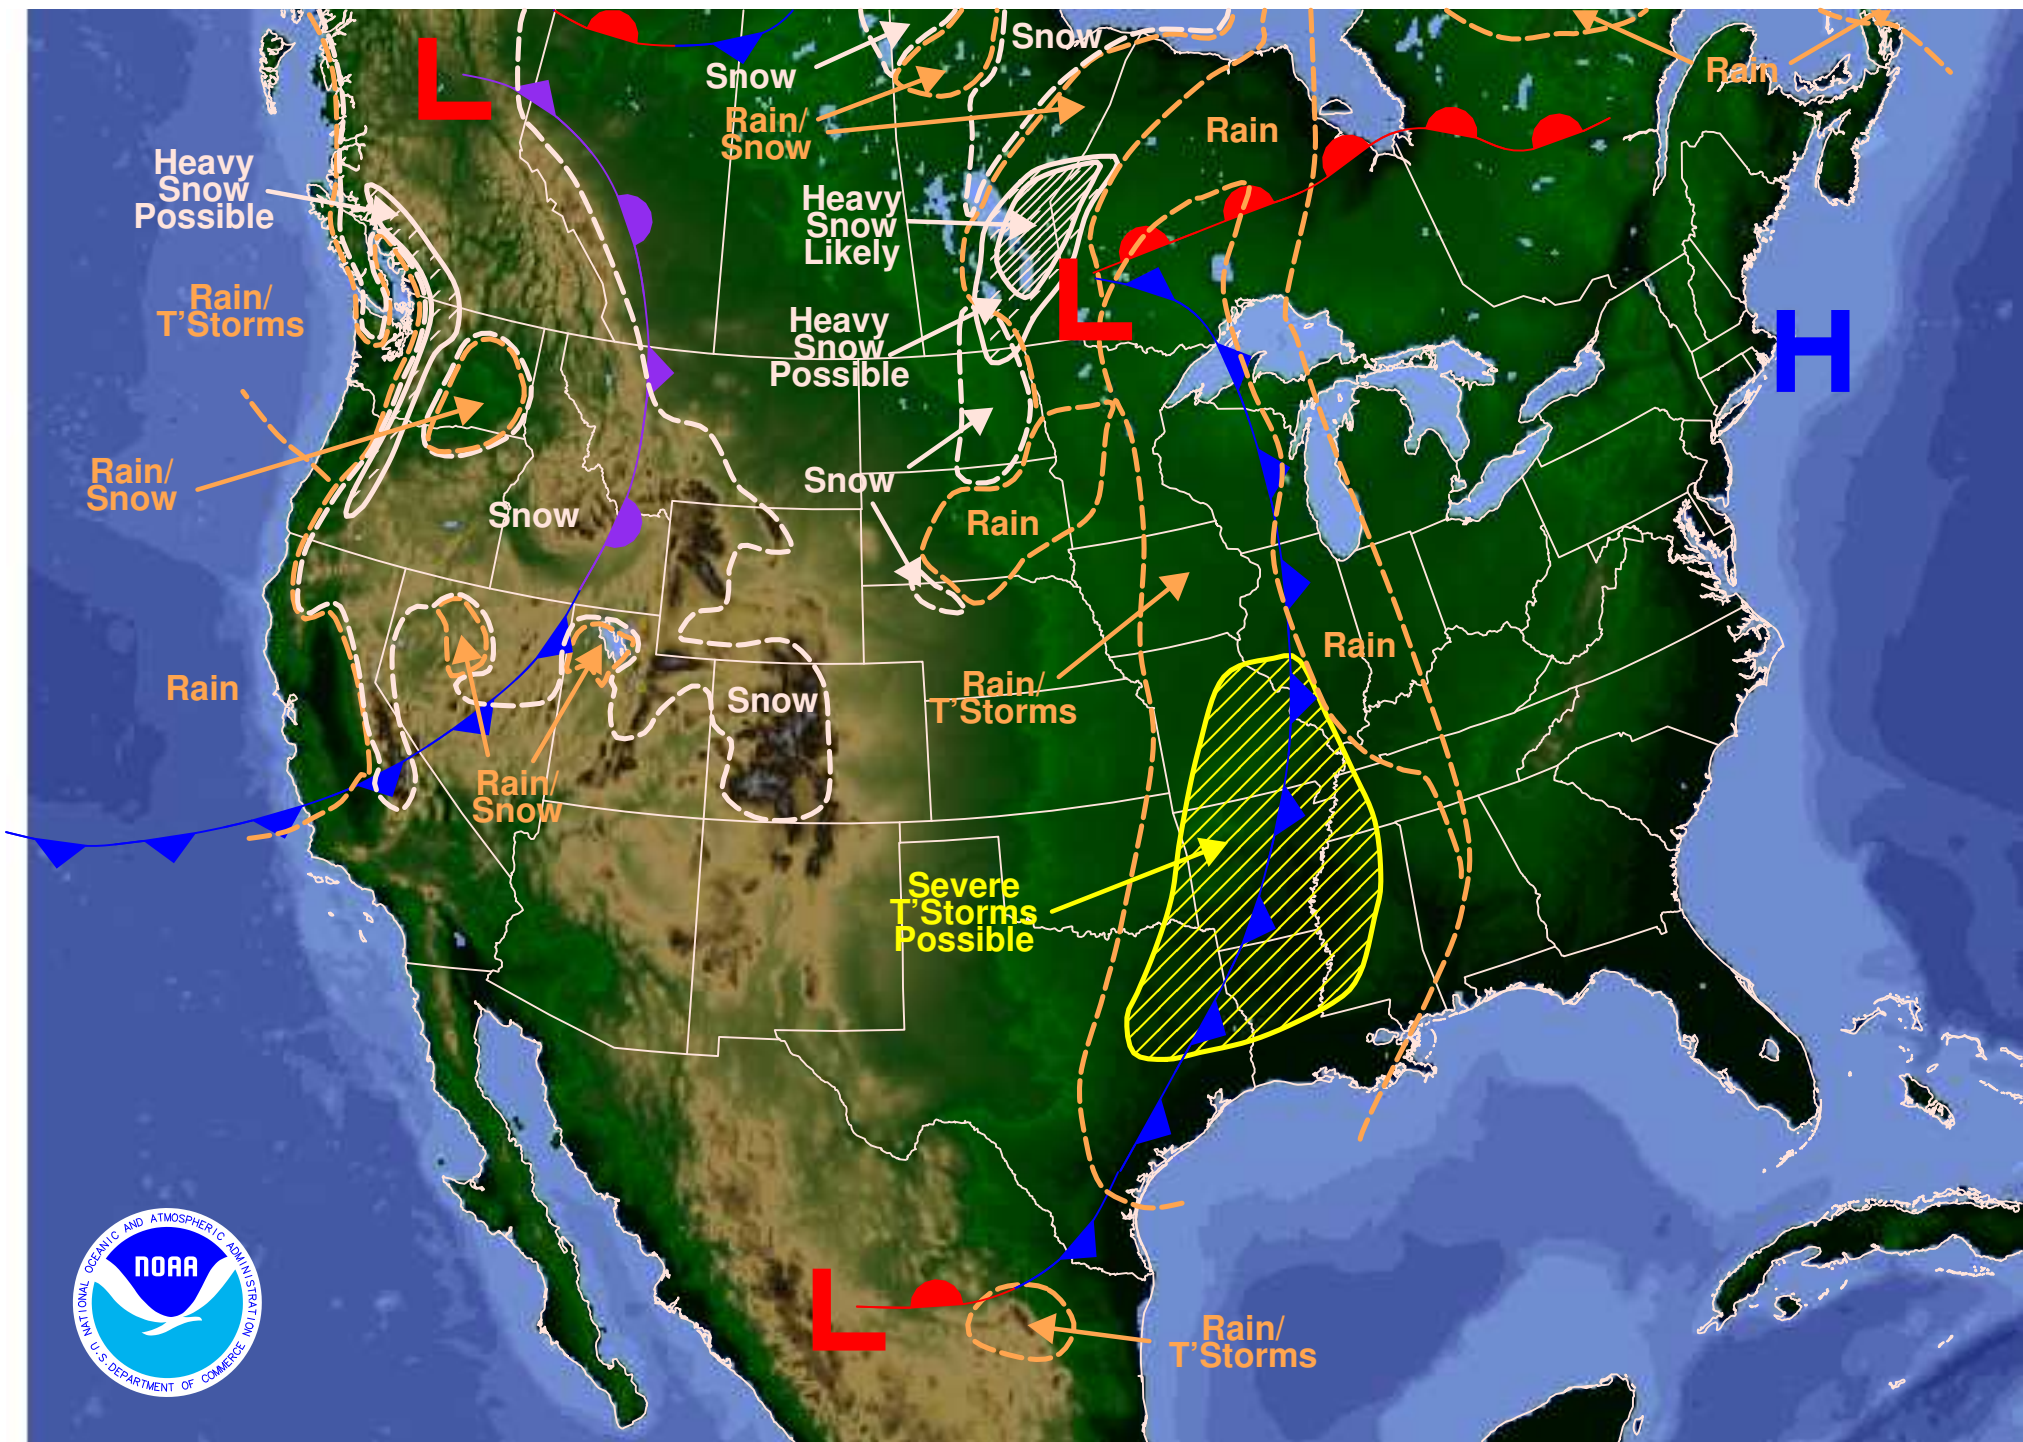 Snow
Snow
Rain
Rain/
Snow
Rain
Heavy
Snow
Possible
Heavy
Snow
Likely
Rain/
T'Storms
Heavy
Snow
Possible
Rain/
Snow
Snow
Snow
Rain
Rain
Rain
Snow
Rain/
T'Storms
Rain/
Snow
Severe
T'Storms
Possible
Rain/
T'Storms
L
L
L
H
NATIONAL OCEANIC AND ATMOSPHERIC ADMINISTRATION
NOAA
U.S. DEPARTMENT OF COMMERCE